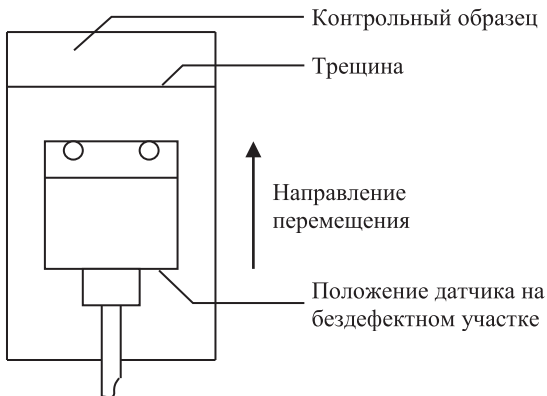 Контрольный образец
Трещина
Направление
перемещения
Положение датчика на
бездефектном участке